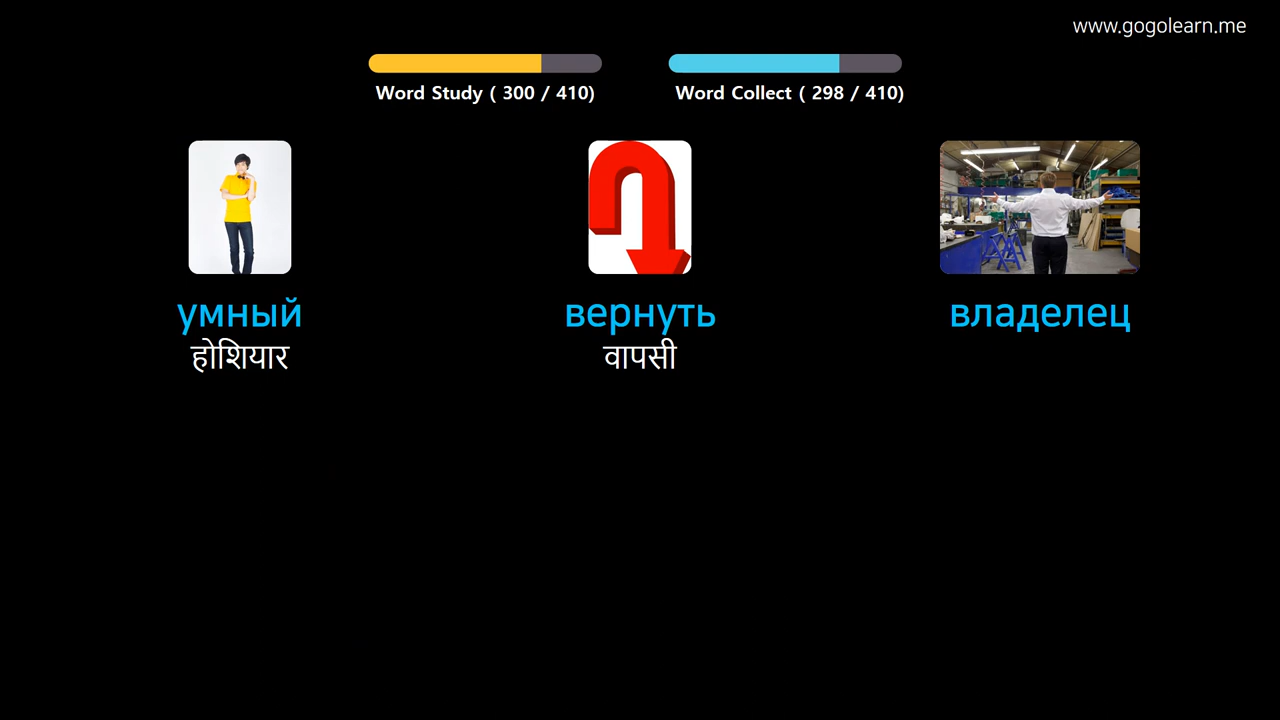 www.gogolearn.me
Word Study ( 300 / 410)
Word Collect ( 298 / 410)
умный
होशियार
вернуть
वापसी
владелец